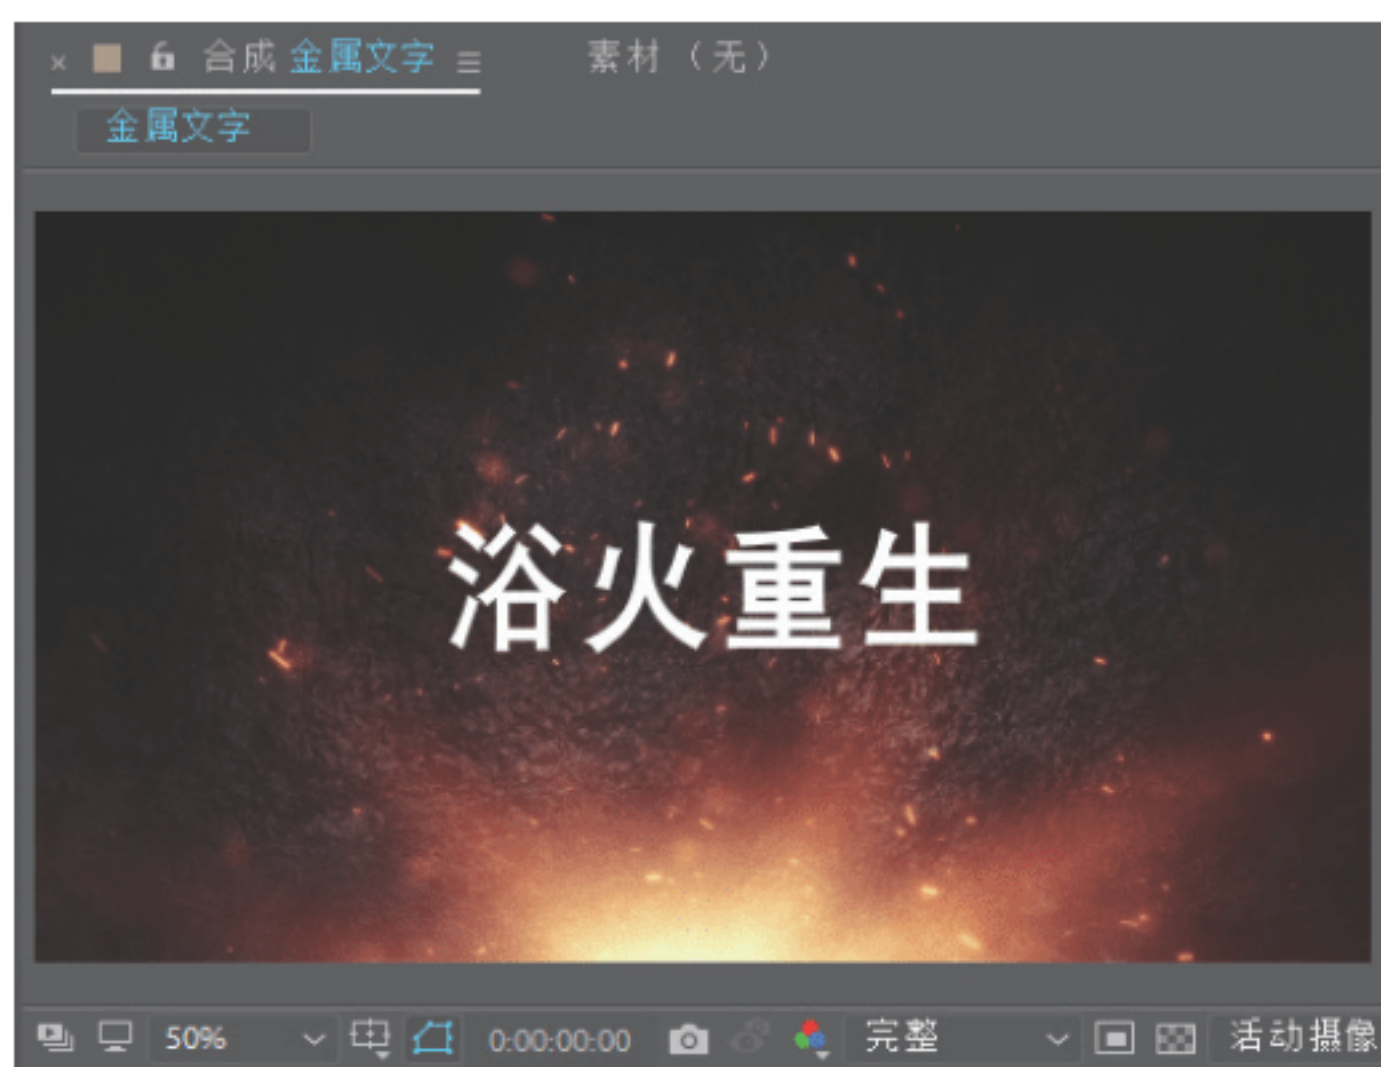 合成 金属文字 素材（无）
金属文字
浴火重生
50% 0:00:00:00 完整 活动摄像